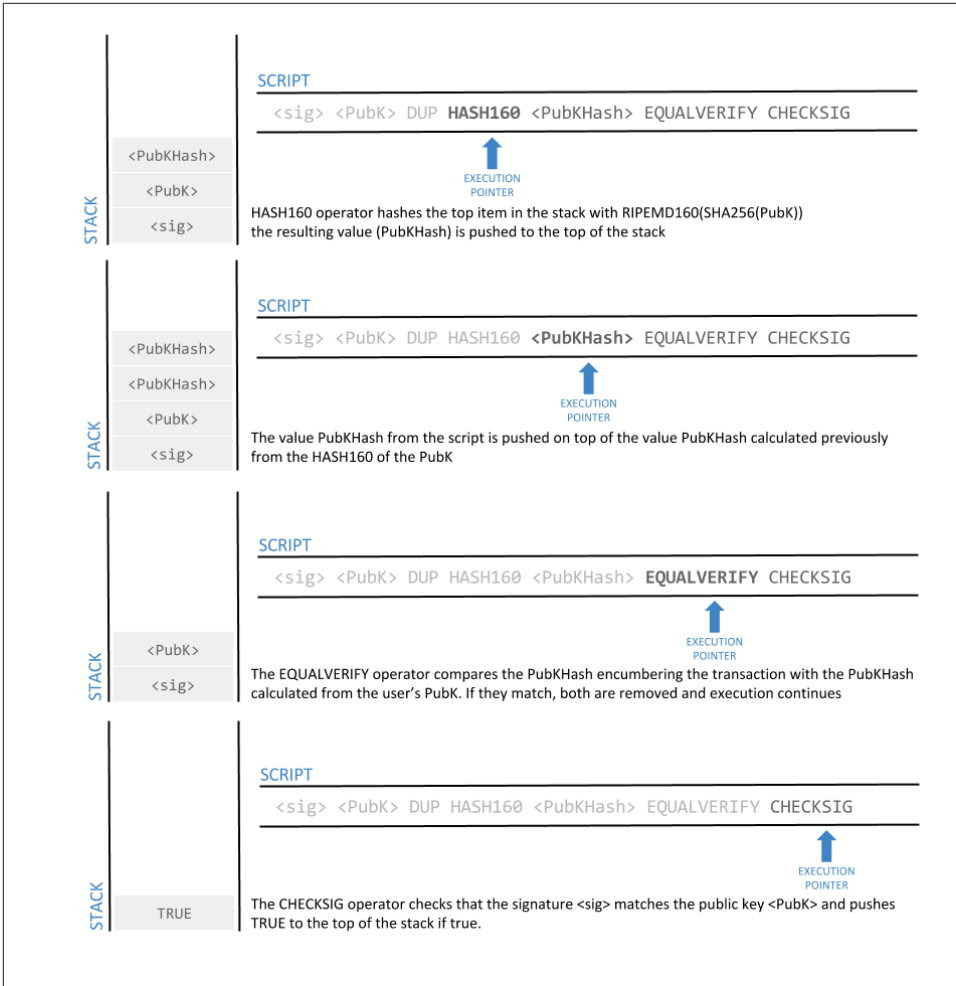 SCRIPT
<sig> <PubK> DUP HASH160 <PubKHash> EQUALVERIFY CHECKSIG
EXECUTION
POINTER
STACK
<PubKHash>
<PubK>
<sig>
HASH160 operator hashes the top item in the stack with RIPEMD160(SHA256(PubK))
the resulting value (PubKHash) is pushed to the top of the stack
SCRIPT
<sig> <PubK> DUP HASH160 <PubKHash> EQUALVERIFY CHECKSIG
EXECUTION
POINTER
STACK
<PubKHash>
<PubKHash>
<PubK>
<sig>
The value PubKHash from the script is pushed on top of the value PubKHash calculated previously
from the HASH160 of the PubK
SCRIPT
<sig> <PubK> DUP HASH160 <PubKHash> EQUALVERIFY CHECKSIG
EXECUTION
POINTER
STACK
<PubK>
<sig>
The EQUALVERIFY operator compares the PubKHash encumbering the transaction with the PubKHash
calculated from the user's PubK. If they match, both are removed and execution continues
SCRIPT
<sig> <PubK> DUP HASH160 <PubKHash> EQUALVERIFY CHECKSIG
EXECUTION
POINTER
STACK
TRUE
The CHECKSIG operator checks that the signature <sig> matches the public key <PubK> and pushes
TRUE to the top of the stack if true.